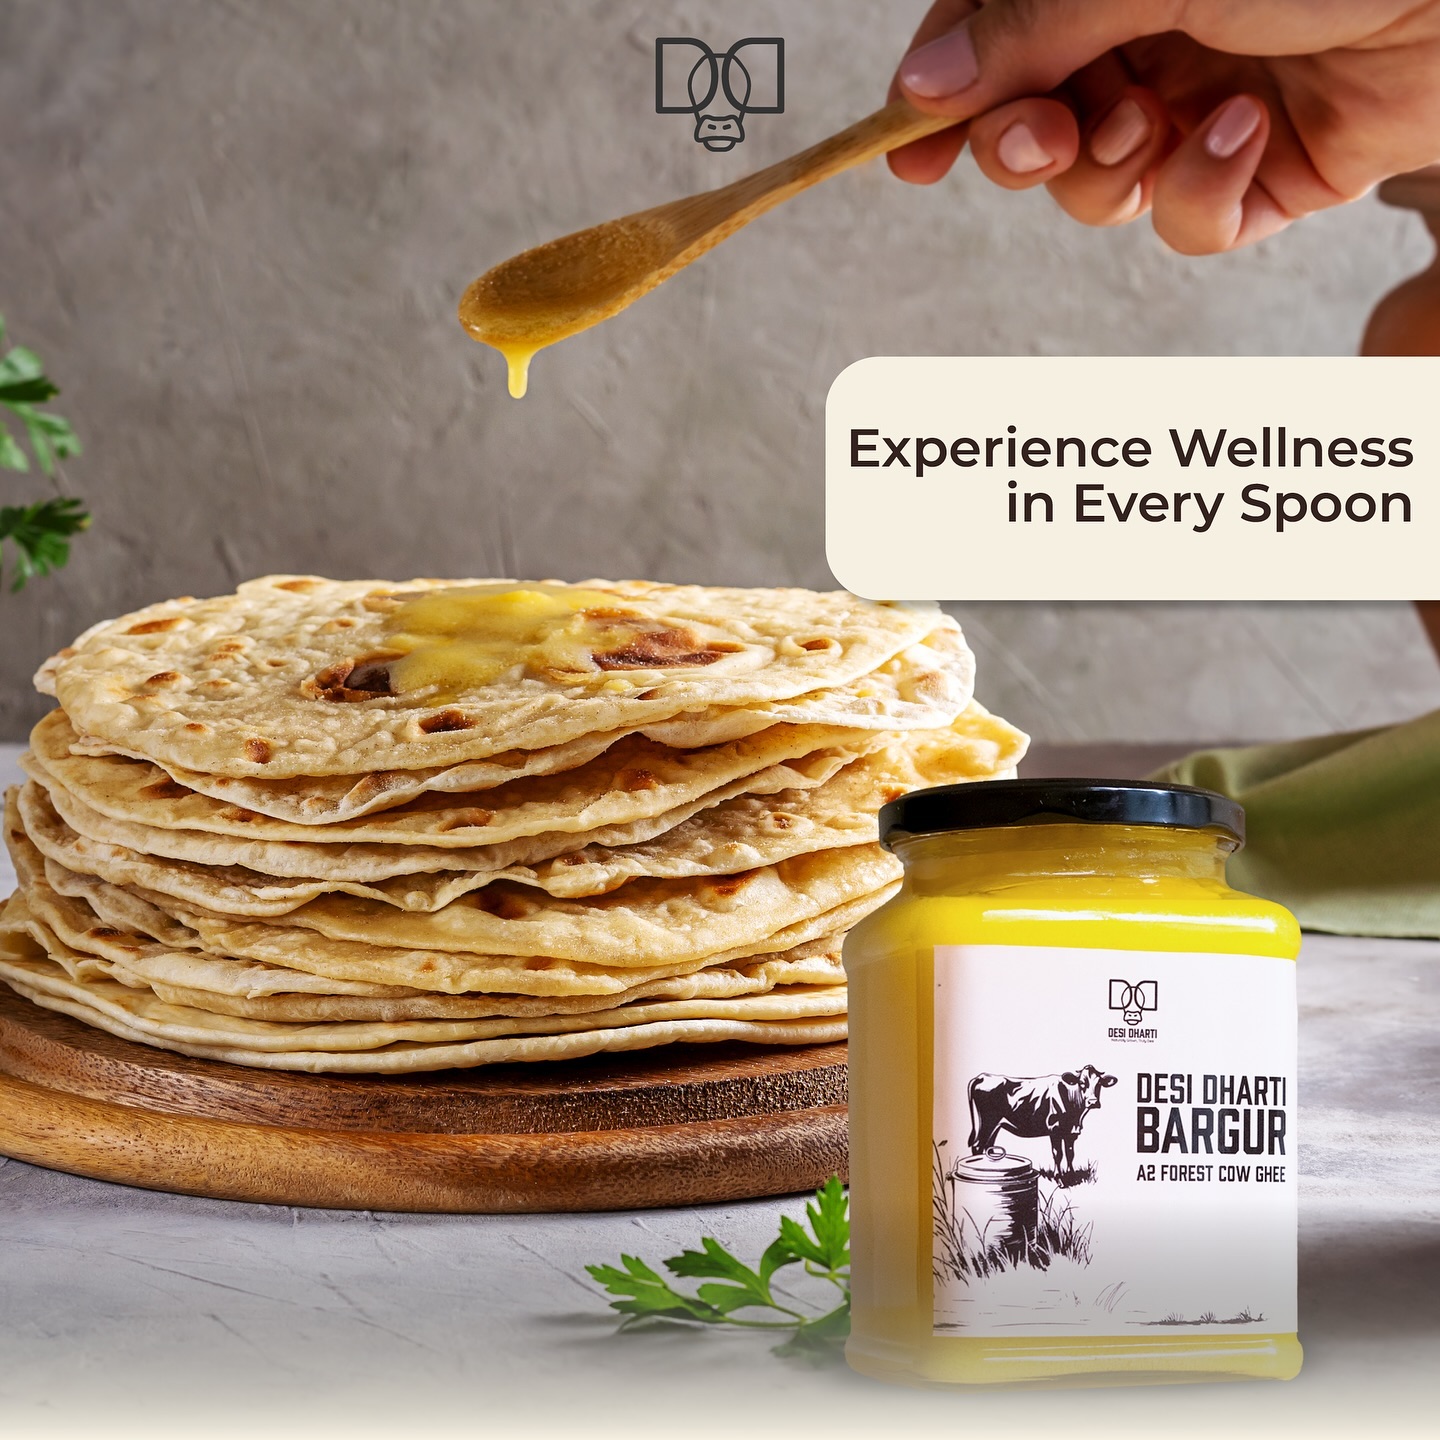 Experience Wellness
in Every Spoon
DESI DHARTI
DESI DHARTI
BARGUR
A2 FOREST COW GHEE